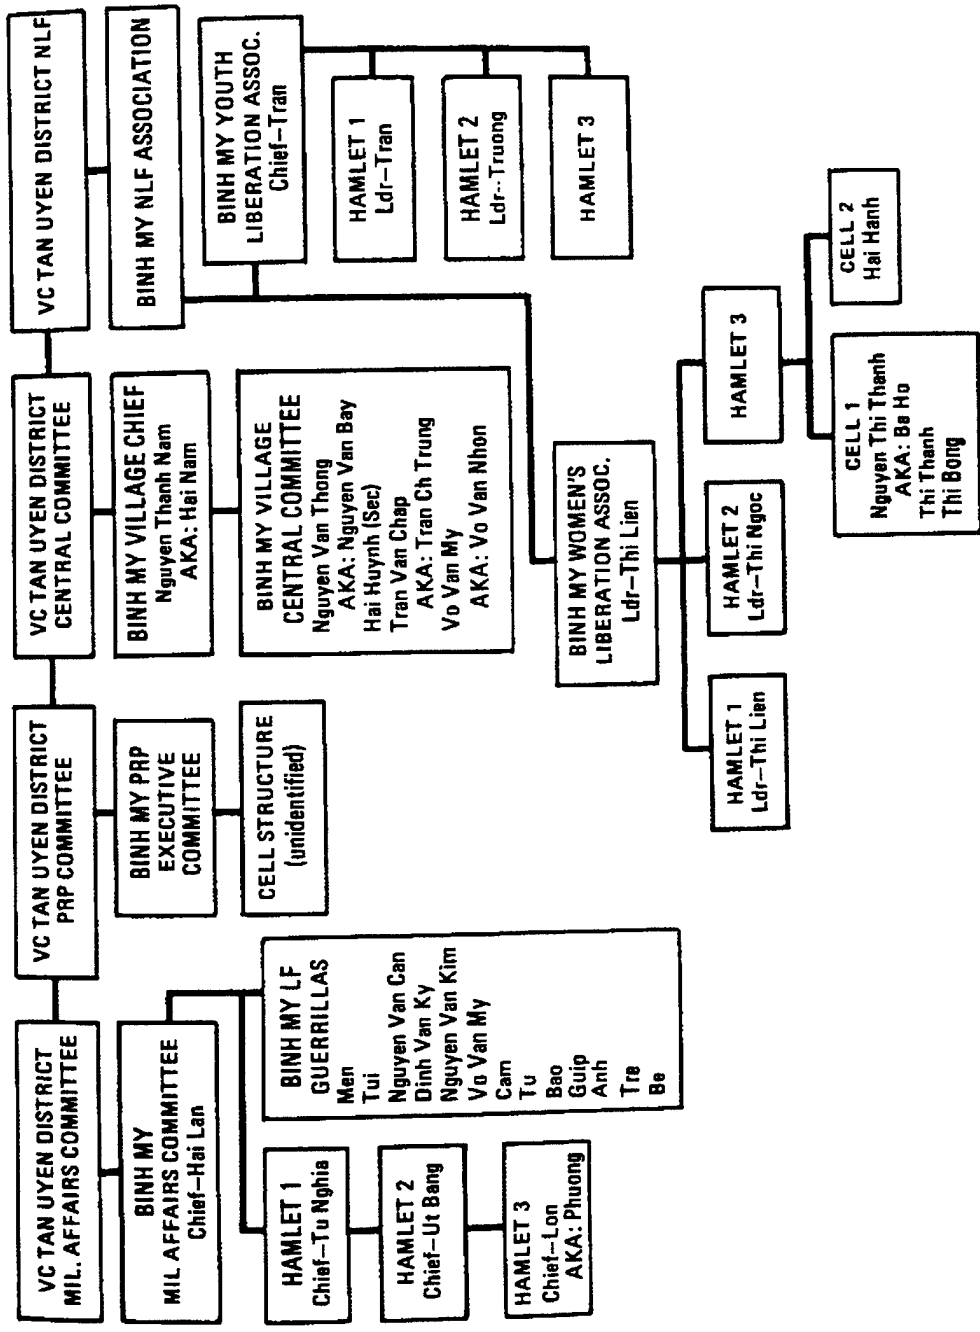 VC TAN UYEN DISTRICT
MIL. AFFAIRS COMMITTEE
VC TAN UYEN DISTRICT
PRP COMMITTEE
VC TAN UYEN DISTRICT
CENTRAL COMMITTEE
VC TAN UYEN DISTRICT NLF
BINH MY
MIL AFFAIRS COMMITTEE
Chief–Hai Lan
BINH MY PRP
EXECUTIVE
COMMITTEE
BINH MY VILLAGE CHIEF
Nguyen Thanh Nam
AKA: Hai Nam
BINH MY NLF ASSOCIATION
HAMLET 1
Chief–Tu Nghia
HAMLET 2
Chief–Ut Bang
HAMLET 3
Chief–Lon
AKA: Phuong
BINH MY LF
GUERRILLAS
Men
Tui
Nguyen Van Can
Dinh Van Ky
Nguyen Van Kim
Vo Van My
Cam
Tu
Bao
Guip
Anh
Tre
Be
CELL STRUCTURE
(unidentified)
BINH MY VILLAGE
CENTRAL COMMITTEE
Nguyen Van Thong
AKA: Nguyen Van Bay
Hai Huynh (Sec)
Tran Van Chap
AKA: Tran Ch Trung
Vo Van My
AKA: Vo Van Nhon
BINH MY YOUTH
LIBERATION ASSOC.
Chief–Tran
HAMLET 1
Ldr–Tran
HAMLET 2
Ldr--Truong
HAMLET 3
BINH MY WOMEN'S
LIBERATION ASSOC.
Ldr–Thi Lien
HAMLET 1
Ldr–Thi Lien
HAMLET 2
Ldr–Thi Ngoc
HAMLET 3
CELL 1
Nguyen Thi Thanh
AKA: Be Ho
Thi Thanh
Thi Bong
CELL 2
Hai Hanh